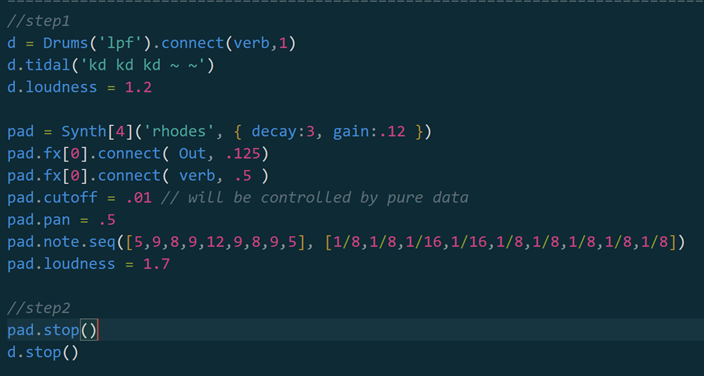 //step1
d = Drums('lpf').connect(verb,1)
d.tidal('kd kd kd ~ ~')
d.loudness = 1.2
pad = Synth[4]('rhodes', { decay:3, gain:.12 })
pad.fx[0].connect( Out, .125)
pad.fx[0].connect( verb, .5 )
pad.cutoff = .01 // will be controlled by pure data
pad.pan = .5
pad.note.seq([5,9,8,9,12,9,8,9,5], [1/8,1/8,1/16,1/16,1/8,1/8,1/8,1/8,1/8])
pad.loudness = 1.7
//step2
pad.stop()
d.stop()